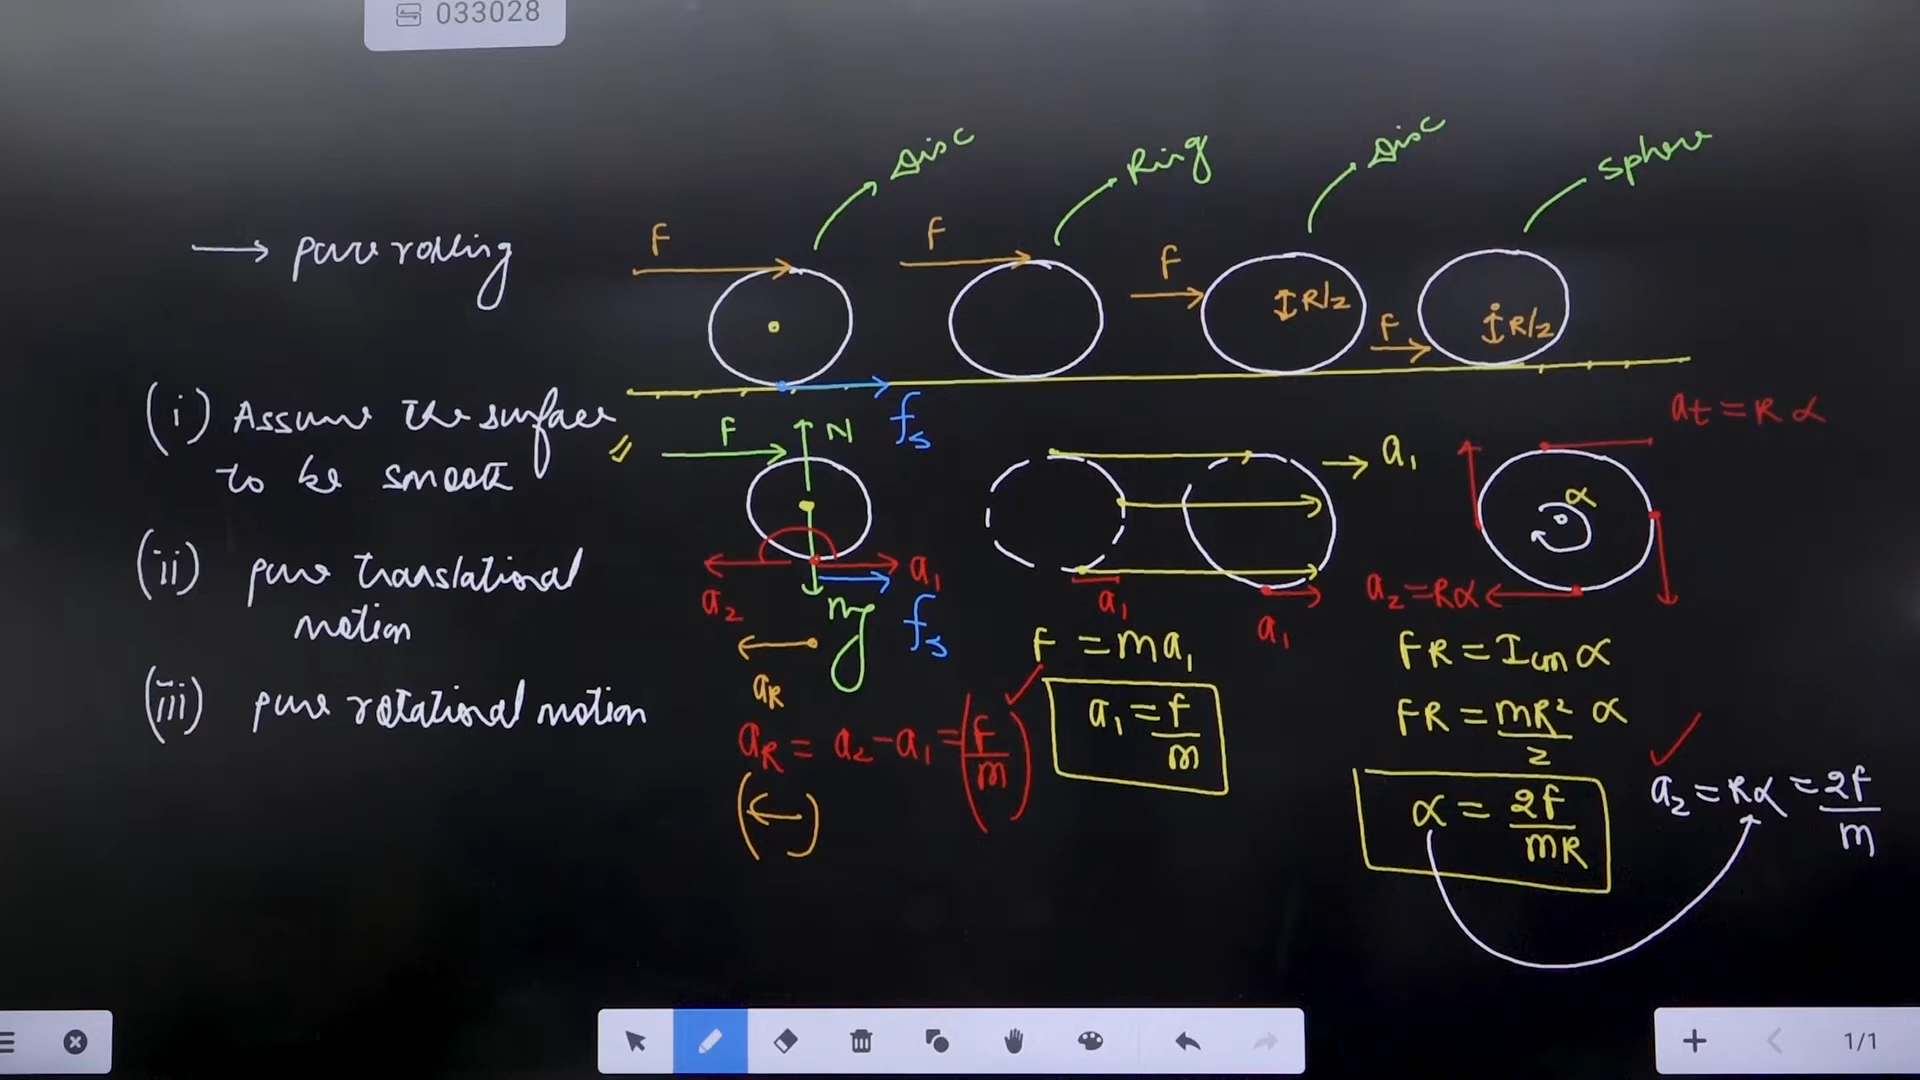 033028
Disc
Ring
Disc
Sphere
→ pure rolling
F
F
F
R/2
F
R/2
fs
(i) Assume the surface
to be smooth
F
N
a₁
at = Rα
α
(ii) pure translational
motion
a₂
a₁
mg
fs
a₁
a₁
a₂ = Rα
aR
F = ma₁
FR = Icm α
(iii) pure rotational motion
aR = a₂ - a₁ = (F/m)
(←)
a₁ = F/m
FR = mR²/2 α
α = 2F/mR
a₂ = Rα = 2F/m
1/1